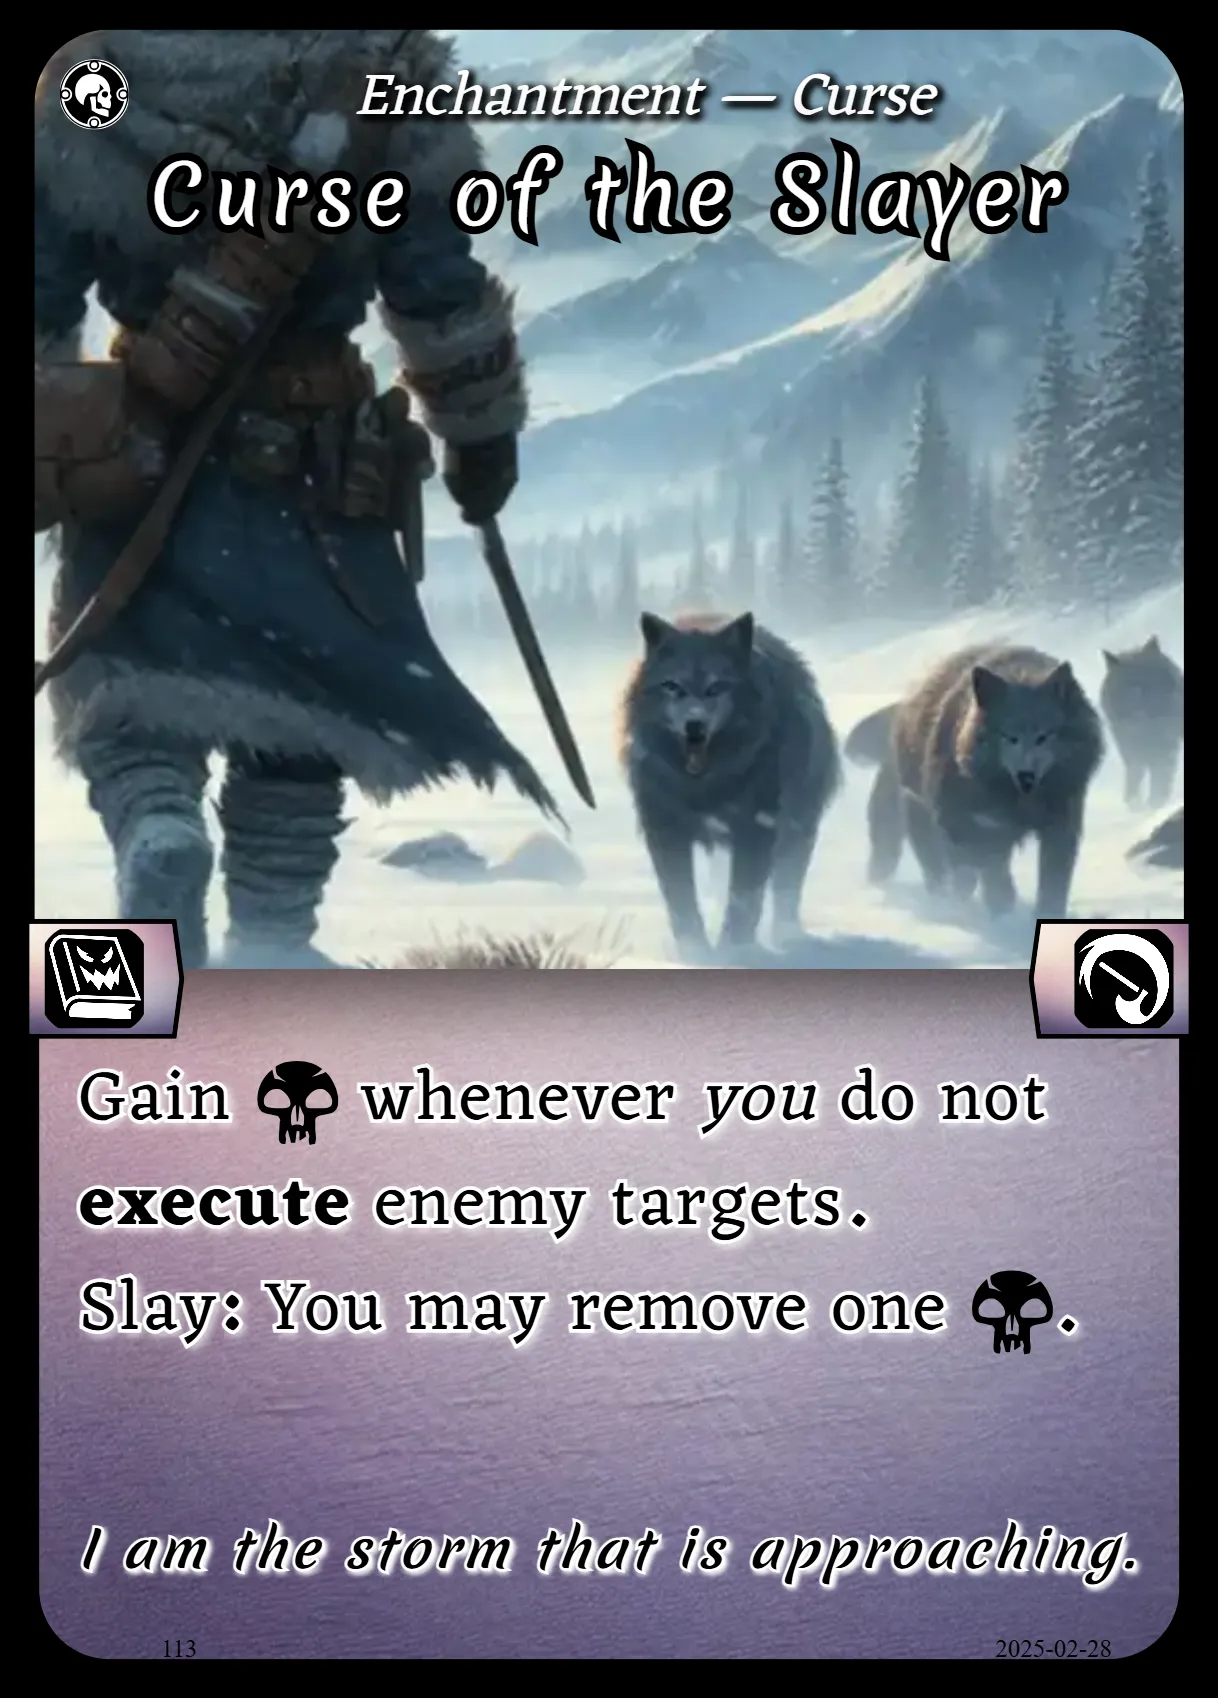 Enchantment — Curse
Curse of the Slayer
Gain whenever you do not
execute enemy targets.
Slay: You may remove one .
I am the storm that is approaching.
113
2025-02-28